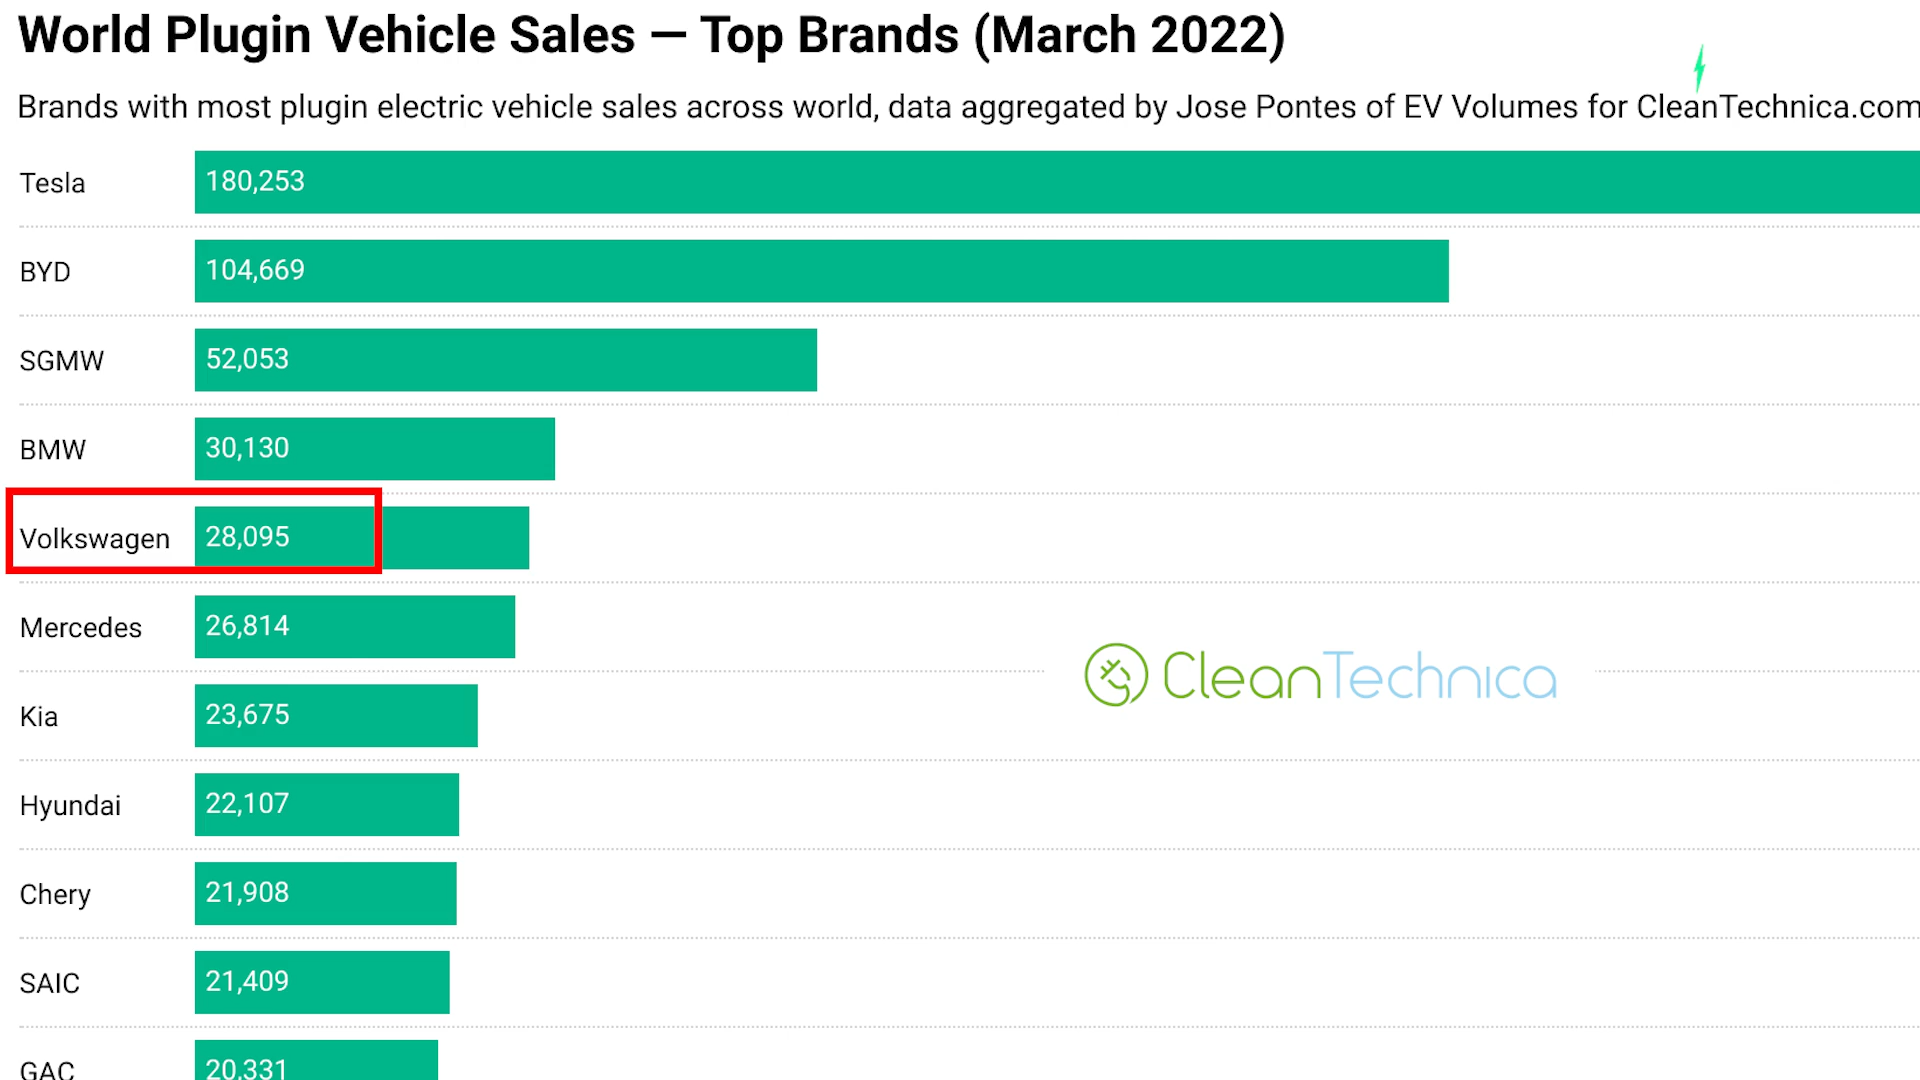 World Plugin Vehicle Sales — Top Brands (March 2022)
Brands with most plugin electric vehicle sales across world, data aggregated by Jose Pontes of EV Volumes for CleanTechnica.com
Tesla 180,253
BYD 104,669
SGMW 52,053
BMW 30,130
Volkswagen 28,095
Mercedes 26,814
CleanTechnica
Kia 23,675
Hyundai 22,107
Chery 21,908
SAIC 21,409
GAC 20,331